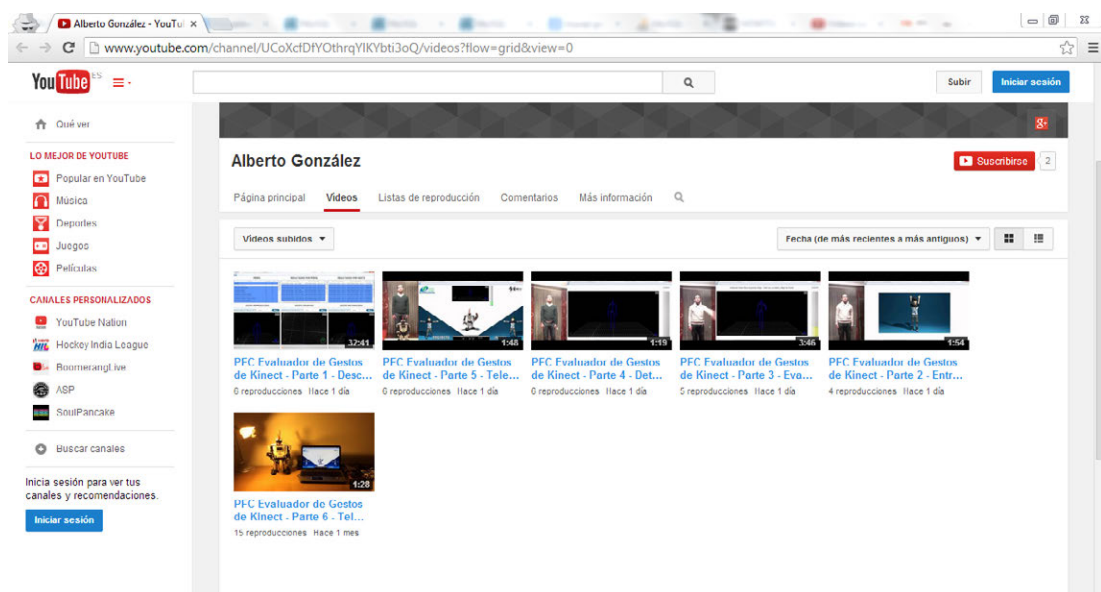 Alberto González - YouTu
www.youtube.com/channel/UCoXcfDfYOthrqYIKYbti3oQ/videos?flow=grid&view=0
YouTube ES
Subir
Iniciar sesión
Qué ver
LO MEJOR DE YOUTUBE
Popular en YouTube
Música
Deportes
Juegos
Películas
CANALES PERSONALIZADOS
YouTube Nation
Hockey India League
BoomerangLive
ASP
SoulPancake
Buscar canales
Inicia sesión para ver tus
canales y recomendaciones.
Iniciar sesión
Alberto González
Suscribirse 2
Página principal Vídeos Listas de reproducción Comentarios Más información
Vídeos subidos
Fecha (de más recientes a más antiguos)
32:41
PFC Evaluador de Gestos
de Kinect - Parte 1 - Desc...
6 reproducciones Hace 1 día
1:48
PFC Evaluador de Gestos
de Kinect - Parte 5 - Tele...
6 reproducciones Hace 1 día
1:19
PFC Evaluador de Gestos
de Kinect - Parte 4 - Det...
6 reproducciones Hace 1 día
3:46
PFC Evaluador de Gestos
de Kinect - Parte 3 - Eva...
5 reproducciones Hace 1 día
1:54
PFC Evaluador de Gestos
de Kinect - Parte 2 - Entr...
4 reproducciones Hace 1 día
1:28
PFC Evaluador de Gestos
de Kinect - Parte 6 - Tel...
15 reproducciones Hace 1 mes